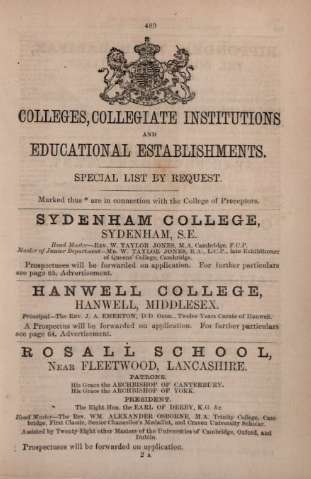 489
COLLEGES, COLLEGIATE INSTITUTIONS
AND
EDUCATIONAL ESTABLISHMENTS.
SPECIAL LIST BY REQUEST.
Marked thus * are in connection with the College of Preceptors.
SYDENHAM COLLEGE,
SYDENHAM, S.E.
Head Master—REV. W. TAYLOR JONES, M.A. Cambridge, F.C.P.
Master of Junior Department—MR. W. TAYLOR JONES, B.A., L.C.P., late Exhibitioner
of Queens' College, Cambridge.
Prospectuses will be forwarded on application. For further particulars
see page 25, Advertisement.
HANWELL COLLEGE,
HANWELL, MIDDLESEX.
Principal—The REV. J. A. EMERTON, D.D. Oxon. Twelve Years Curate of Hanwell.
A Prospectus will be forwarded on application. For further particulars
see page 64, Advertisement.
ROSALL SCHOOL,
NEAR FLEETWOOD, LANCASHIRE.
PATRONS.
His Grace the ARCHBISHOP OF CANTERBURY.
His Grace the ARCHBISHOP OF YORK.
PRESIDENT.
The Right Hon. the EARL OF DERBY, K.G. &c
Head Master—The REV. WM. ALEXANDER OSBORNE, M.A. Trinity College, Cam-
bridge, First Classic, Senior Chancellor's Medallist, and Craven University Scholar.
Assisted by Twenty-Eight other Masters of the Universities of Cambridge, Oxford, and
Dublin.
Prospectuses will be forwarded on application.
2 A